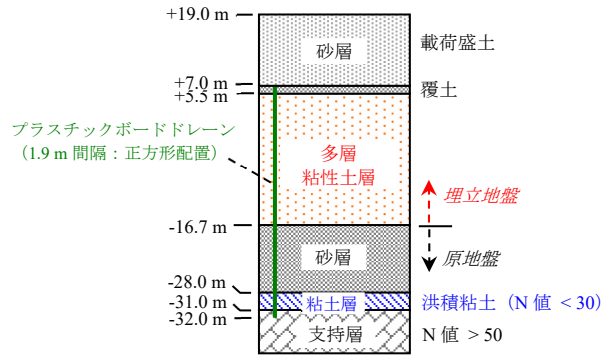 +19.0 m
砂層
載荷盛土
+7.0 m
+5.5 m
覆土
プラスチックボードドレーン
（1.9 m 間隔：正方形配置）
多層
粘性土層
埋立地盤
-16.7 m
砂層
原地盤
-28.0 m
-31.0 m
-32.0 m
粘土層
洪積粘土（N 値 < 30）
支持層
N 値 > 50